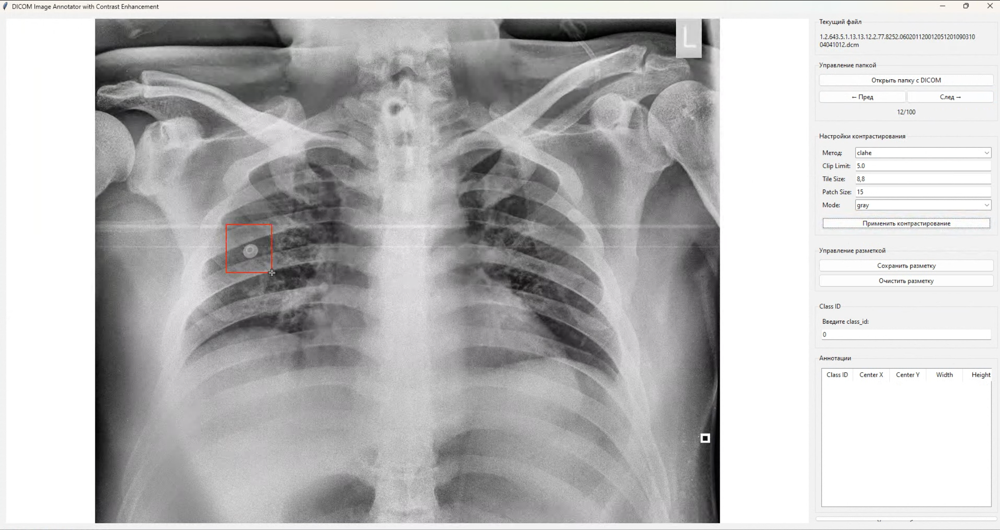 DICOM Image Annotator with Contrast Enhancement
L
Текущий файл
1.2.643.5.1.13.13.12.2.77.8252.060201120012051201090310
04041012.dcm
Управление папкой
Открыть папку с DICOM
← Пред
След →
12/100
Настройки контрастирования
Метод: clahe
Clip Limit: 5.0
Tile Size: 8,8
Patch Size: 15
Mode: gray
Применить контрастирование
Управление разметкой
Сохранить разметку
Очистить разметку
Class ID
Введите class_id:
0
Аннотации
Class ID Center X Center Y Width Height